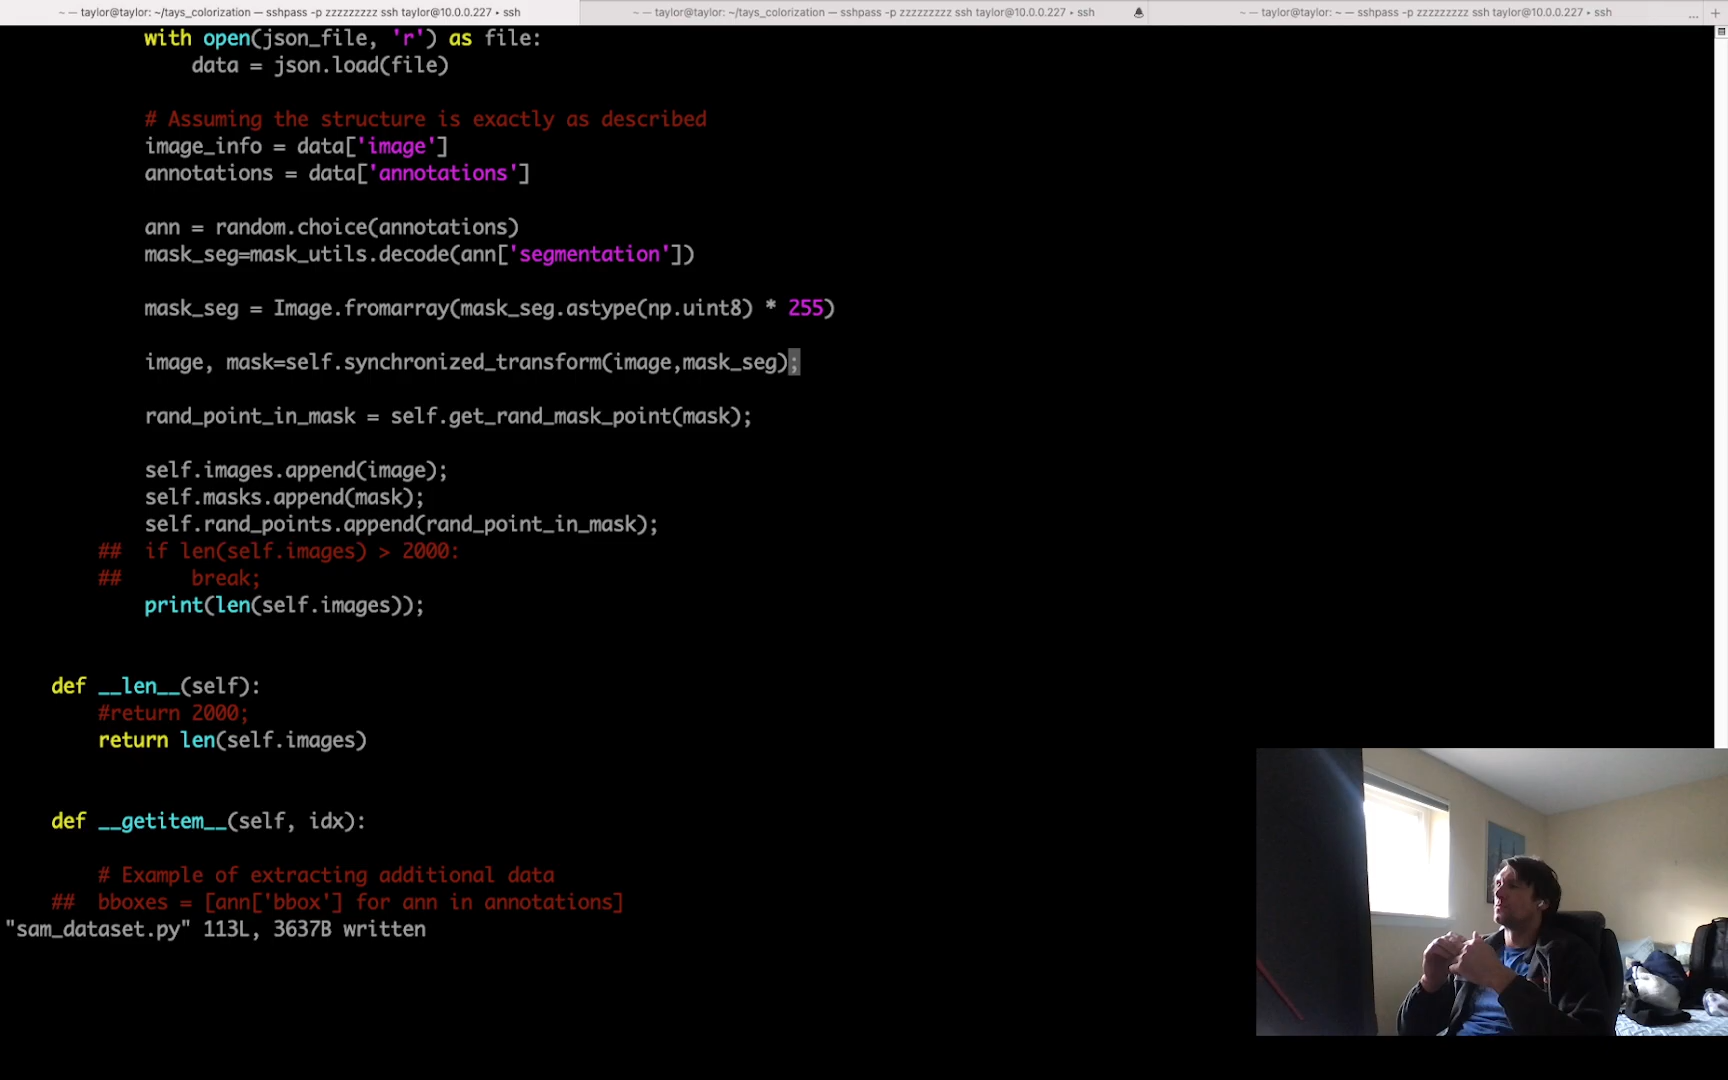 ~ — taylor@taylor: ~/tays_colorization — sshpass -p zzzzzzzzz ssh taylor@10.0.0.227 • ssh
~ — taylor@taylor: ~/tays_colorization — sshpass -p zzzzzzzzz ssh taylor@10.0.0.227 • ssh
~ — taylor@taylor: ~ — sshpass -p zzzzzzzzz ssh taylor@10.0.0.227 • ssh
... +
with open(json_file, 'r') as file:
data = json.load(file)
# Assuming the structure is exactly as described
image_info = data['image']
annotations = data['annotations']
ann = random.choice(annotations)
mask_seg=mask_utils.decode(ann['segmentation'])
mask_seg = Image.fromarray(mask_seg.astype(np.uint8) * 255)
image, mask=self.synchronized_transform(image,mask_seg);
rand_point_in_mask = self.get_rand_mask_point(mask);
self.images.append(image);
self.masks.append(mask);
self.rand_points.append(rand_point_in_mask);
## if len(self.images) > 2000:
## break;
print(len(self.images));
def __len__(self):
#return 2000;
return len(self.images)
def __getitem__(self, idx):
# Example of extracting additional data
## bboxes = [ann['bbox'] for ann in annotations]
"sam_dataset.py" 113L, 3637B written